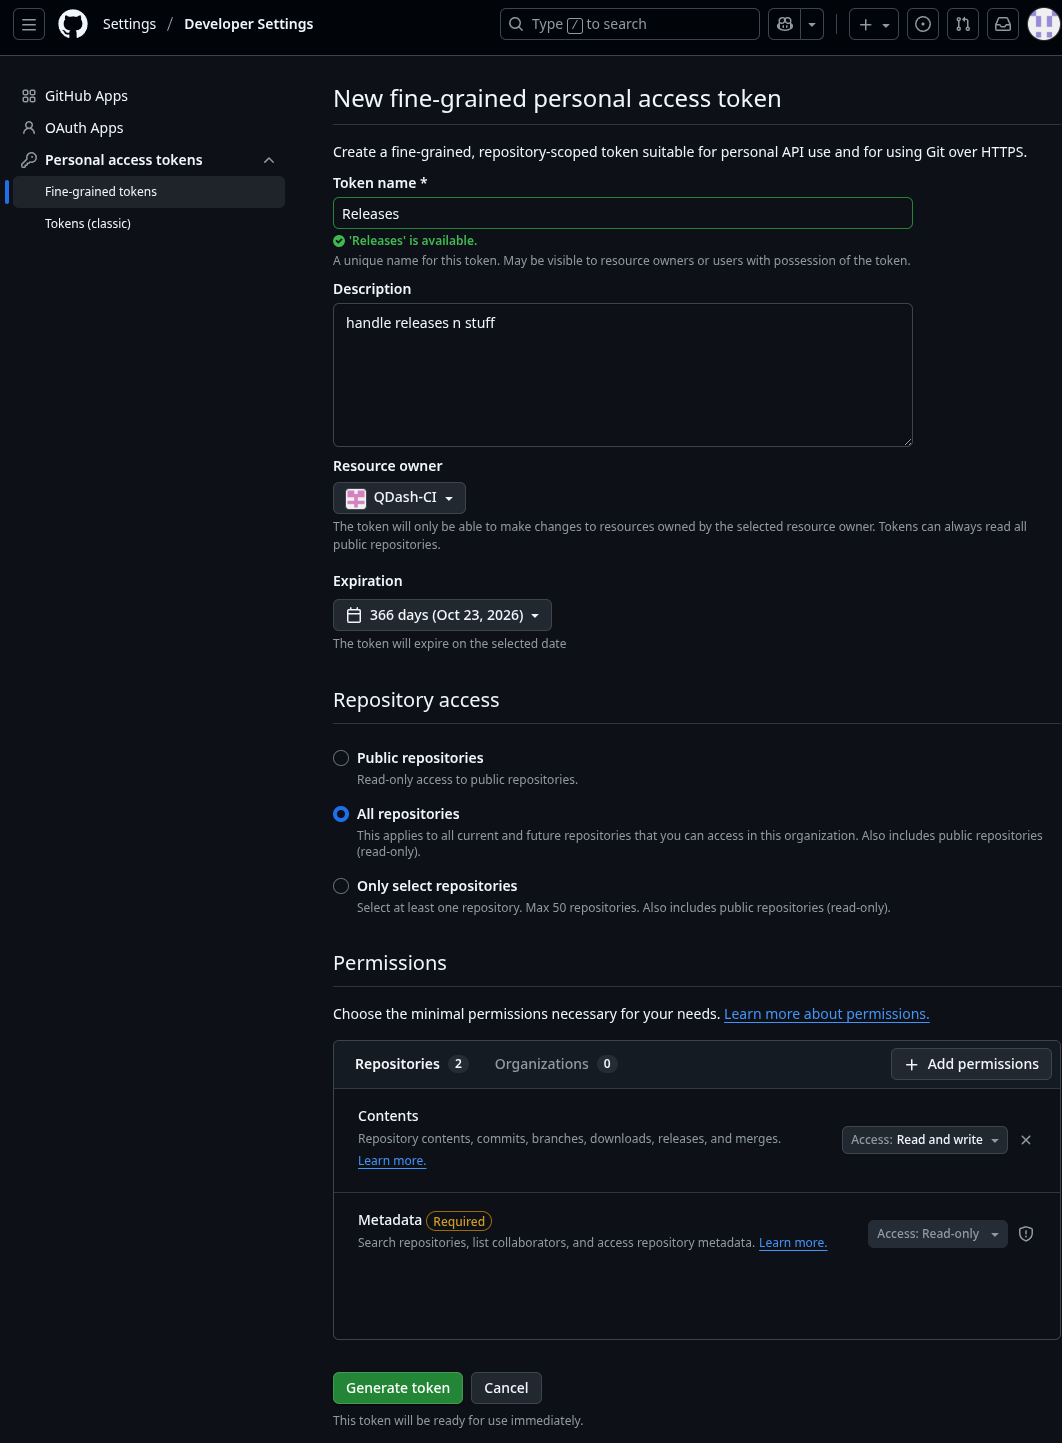 Settings / Developer Settings
Type / to search
GitHub Apps
OAuth Apps
Personal access tokens
Fine-grained tokens
Tokens (classic)
New fine-grained personal access token
Create a fine-grained, repository-scoped token suitable for personal API use and for using Git over HTTPS.
Token name *
Releases
'Releases' is available.
A unique name for this token. May be visible to resource owners or users with possession of the token.
Description
handle releases n stuff
Resource owner
QDash-CI
The token will only be able to make changes to resources owned by the selected resource owner. Tokens can always read all
public repositories.
Expiration
366 days (Oct 23, 2026)
The token will expire on the selected date
Repository access
Public repositories
Read-only access to public repositories.
All repositories
This applies to all current and future repositories that you can access in this organization. Also includes public repositories
(read-only).
Only select repositories
Select at least one repository. Max 50 repositories. Also includes public repositories (read-only).
Permissions
Choose the minimal permissions necessary for your needs. Learn more about permissions.
Repositories 2 Organizations 0 Add permissions
Contents
Repository contents, commits, branches, downloads, releases, and merges.
Learn more.
Access: Read and write
Metadata Required
Search repositories, list collaborators, and access repository metadata. Learn more.
Access: Read-only
Generate token Cancel
This token will be ready for use immediately.